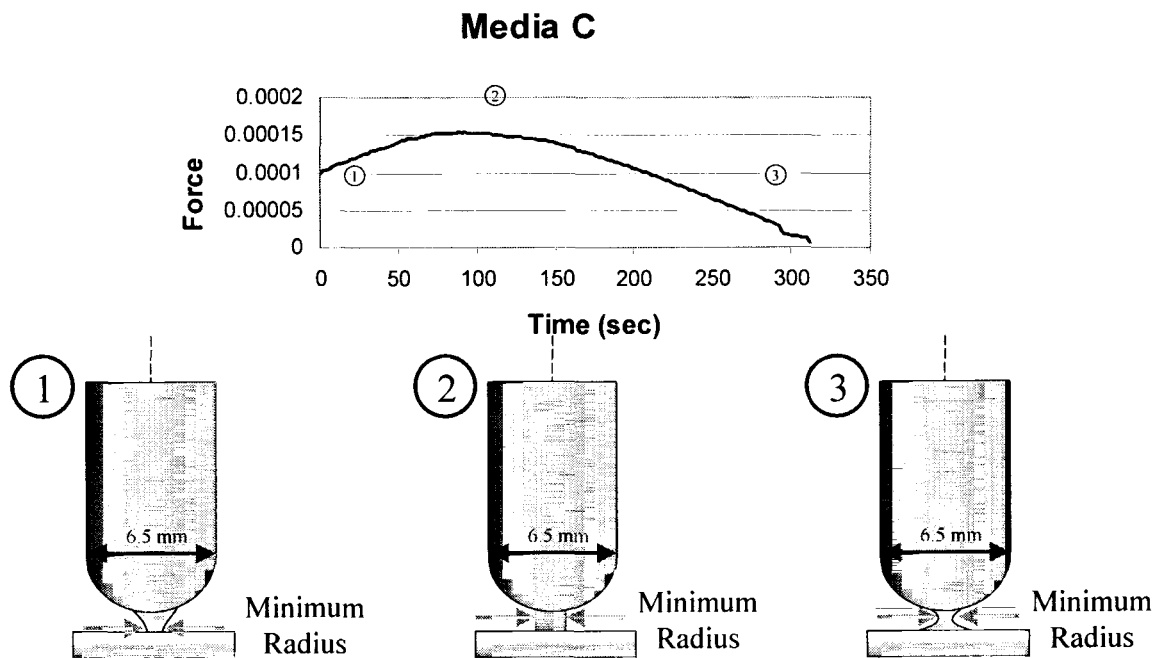 Media C
0.0002
0.00015
0.0001
0.00005
0
Force
① ② ③
0 50 100 150 200 250 300 350
Time (sec)
1 2 3
6.5 mm 6.5 mm 6.5 mm
Minimum Minimum Minimum
Radius Radius Radius